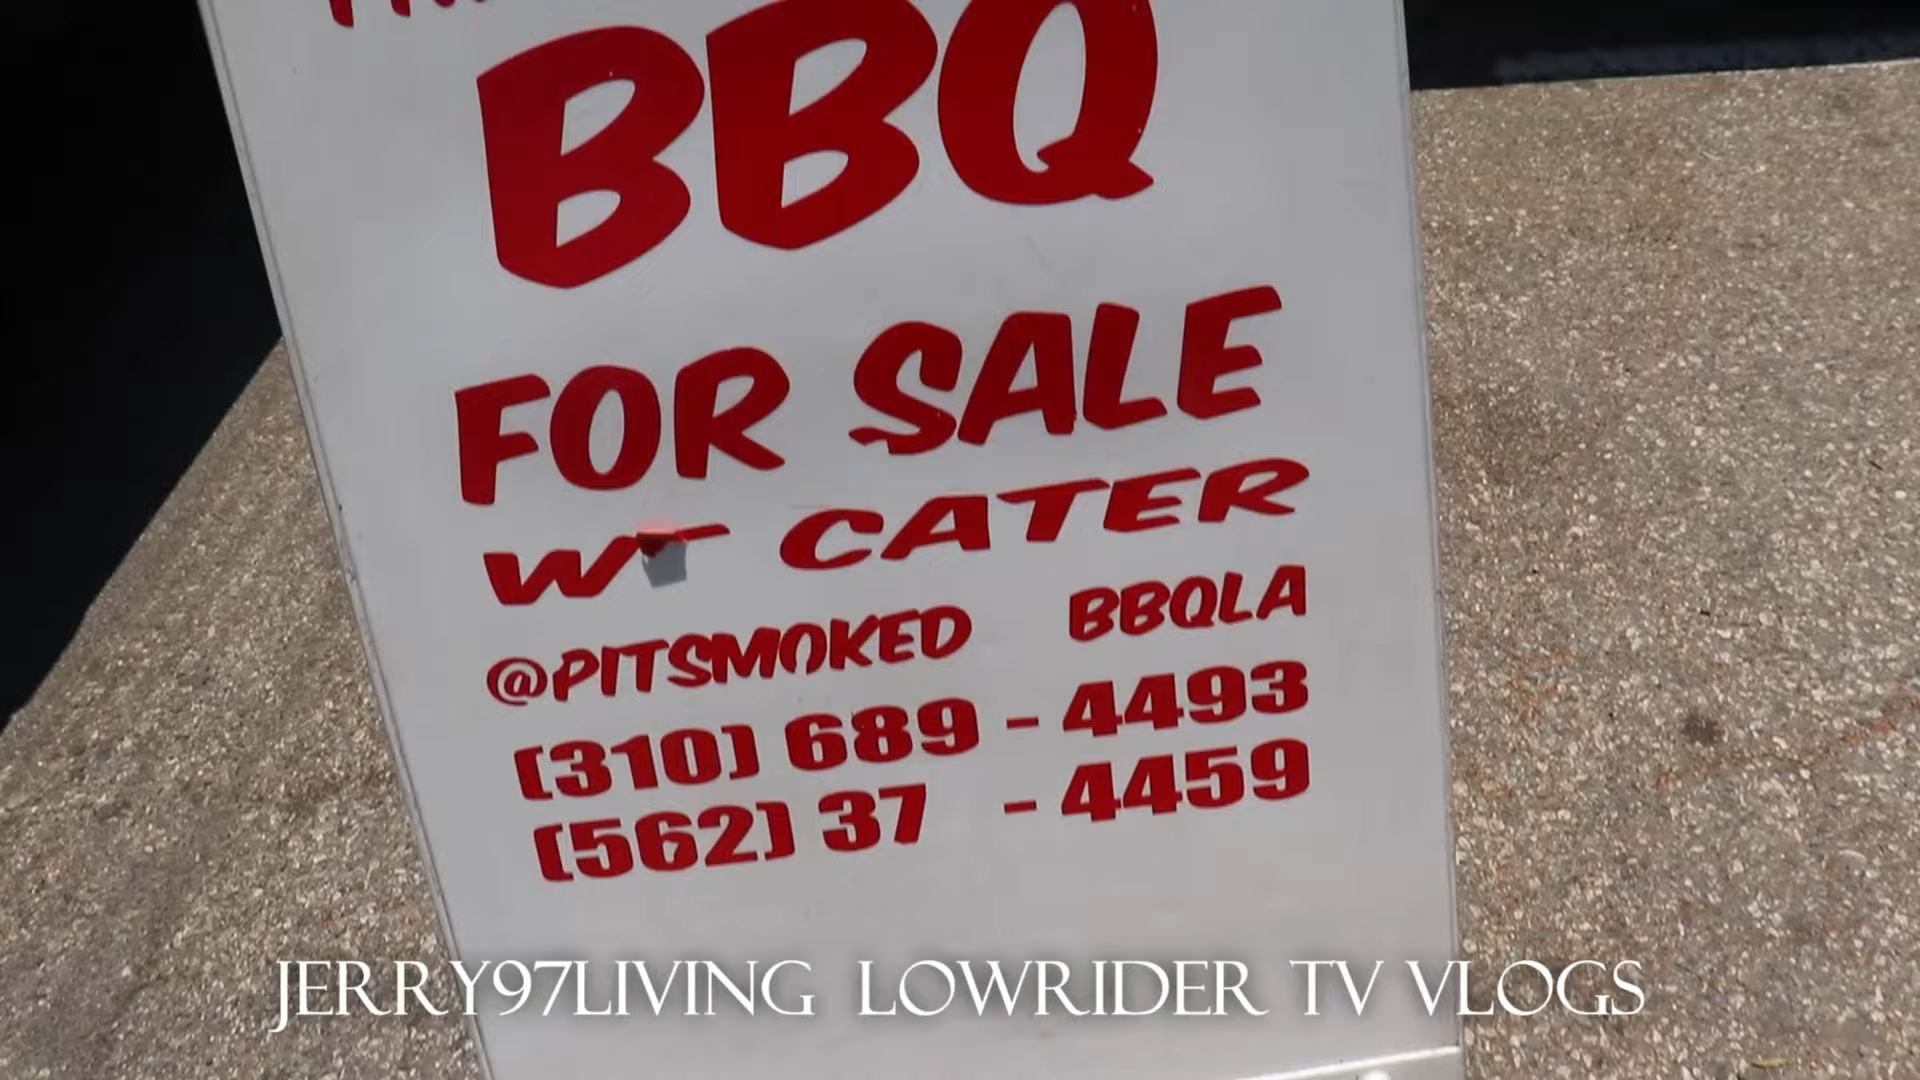 BBQ
FOR SALE
CATER
@PITSMOKED BBQLA
(310) 689 - 4493
(562) 37 - 4459
JERRY97LIVING LOWRIDER TV VLOGS